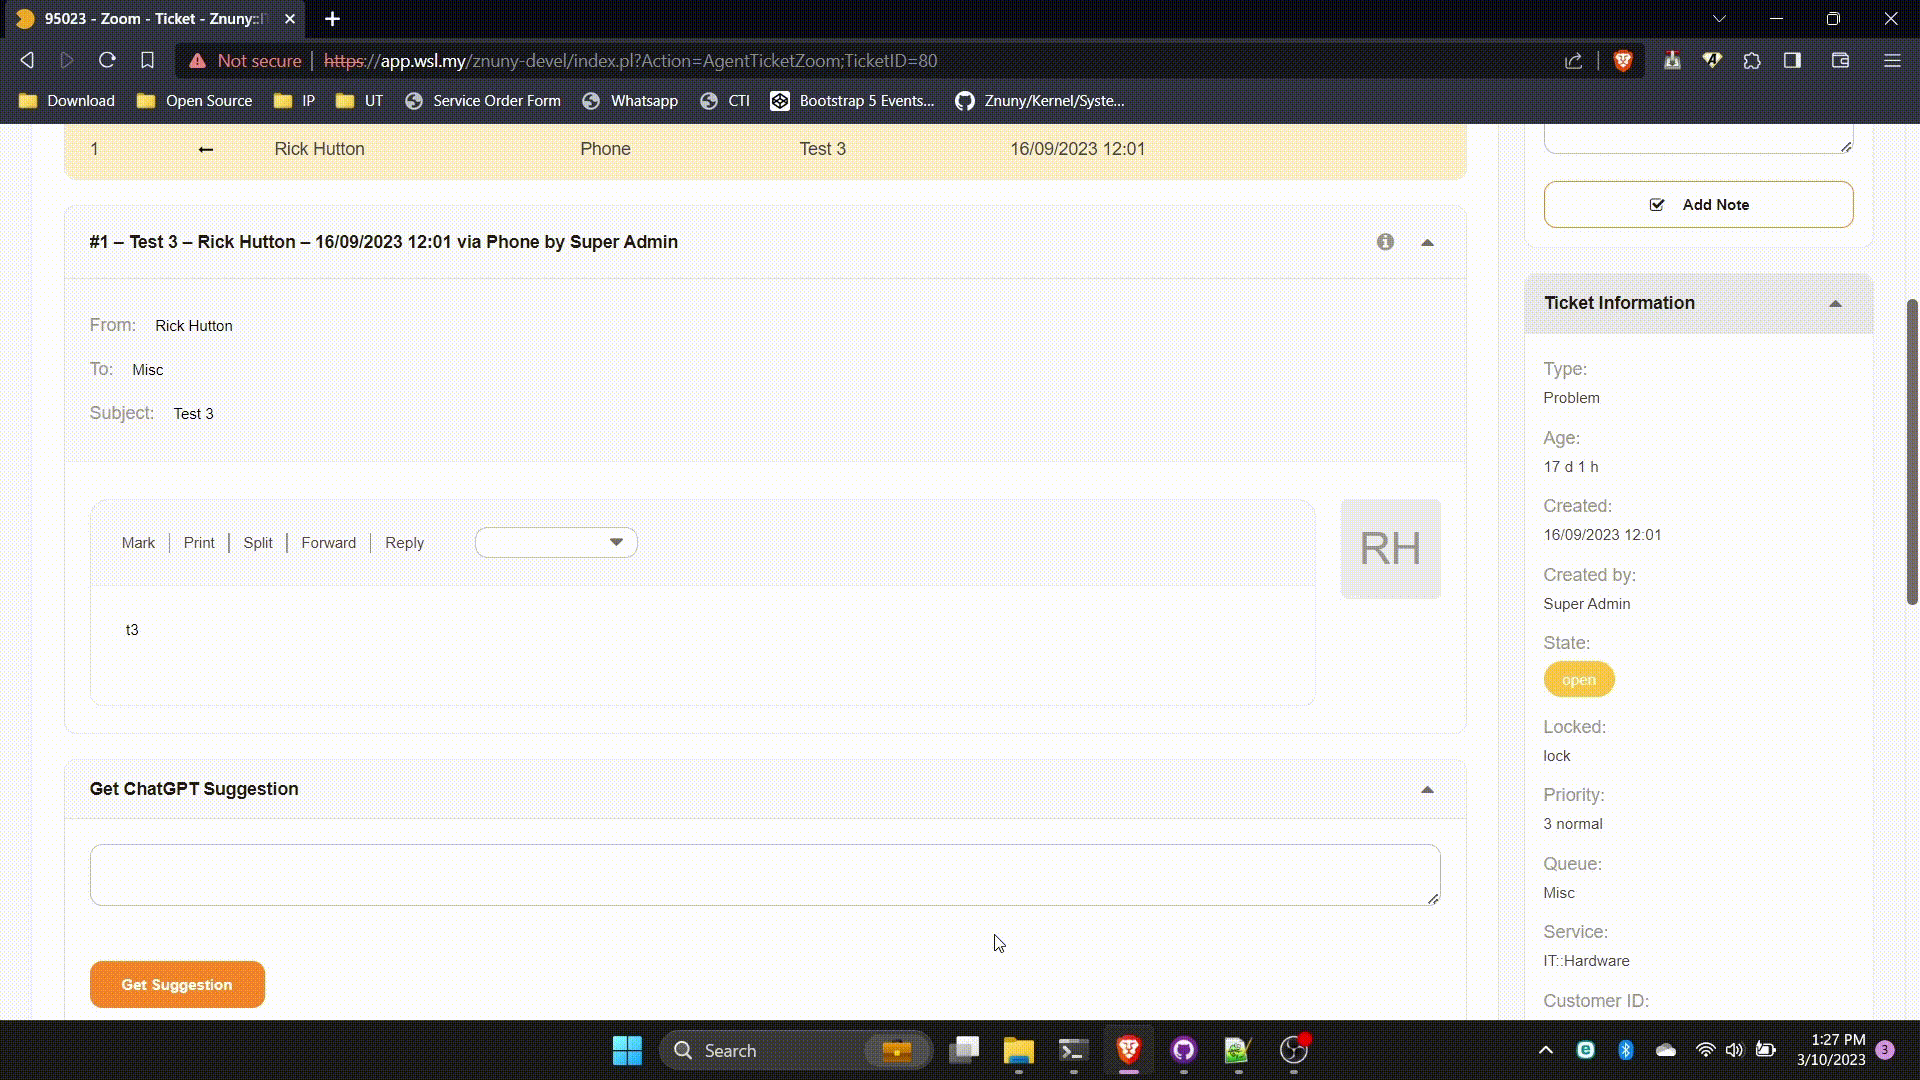 95023 - Zoom - Ticket - Znuny::I
Not secure | https://app.wsl.my/znuny-devel/index.pl?Action=AgentTicketZoom;TicketID=80
Download Open Source IP UT Service Order Form Whatsapp CTI Bootstrap 5 Events... Znuny/Kernel/Syste...
1 Rick Hutton Phone Test 3 16/09/2023 12:01
#1 – Test 3 – Rick Hutton – 16/09/2023 12:01 via Phone by Super Admin
From: Rick Hutton
To: Misc
Subject: Test 3
Mark Print Split Forward Reply
RH
t3
Get ChatGPT Suggestion
Get Suggestion
Add Note
Ticket Information
Type:
Problem
Age:
17 d 1 h
Created:
16/09/2023 12:01
Created by:
Super Admin
State:
open
Locked:
lock
Priority:
3 normal
Queue:
Misc
Service:
IT::Hardware
Customer ID:
Search
1:27 PM
3/10/2023
3